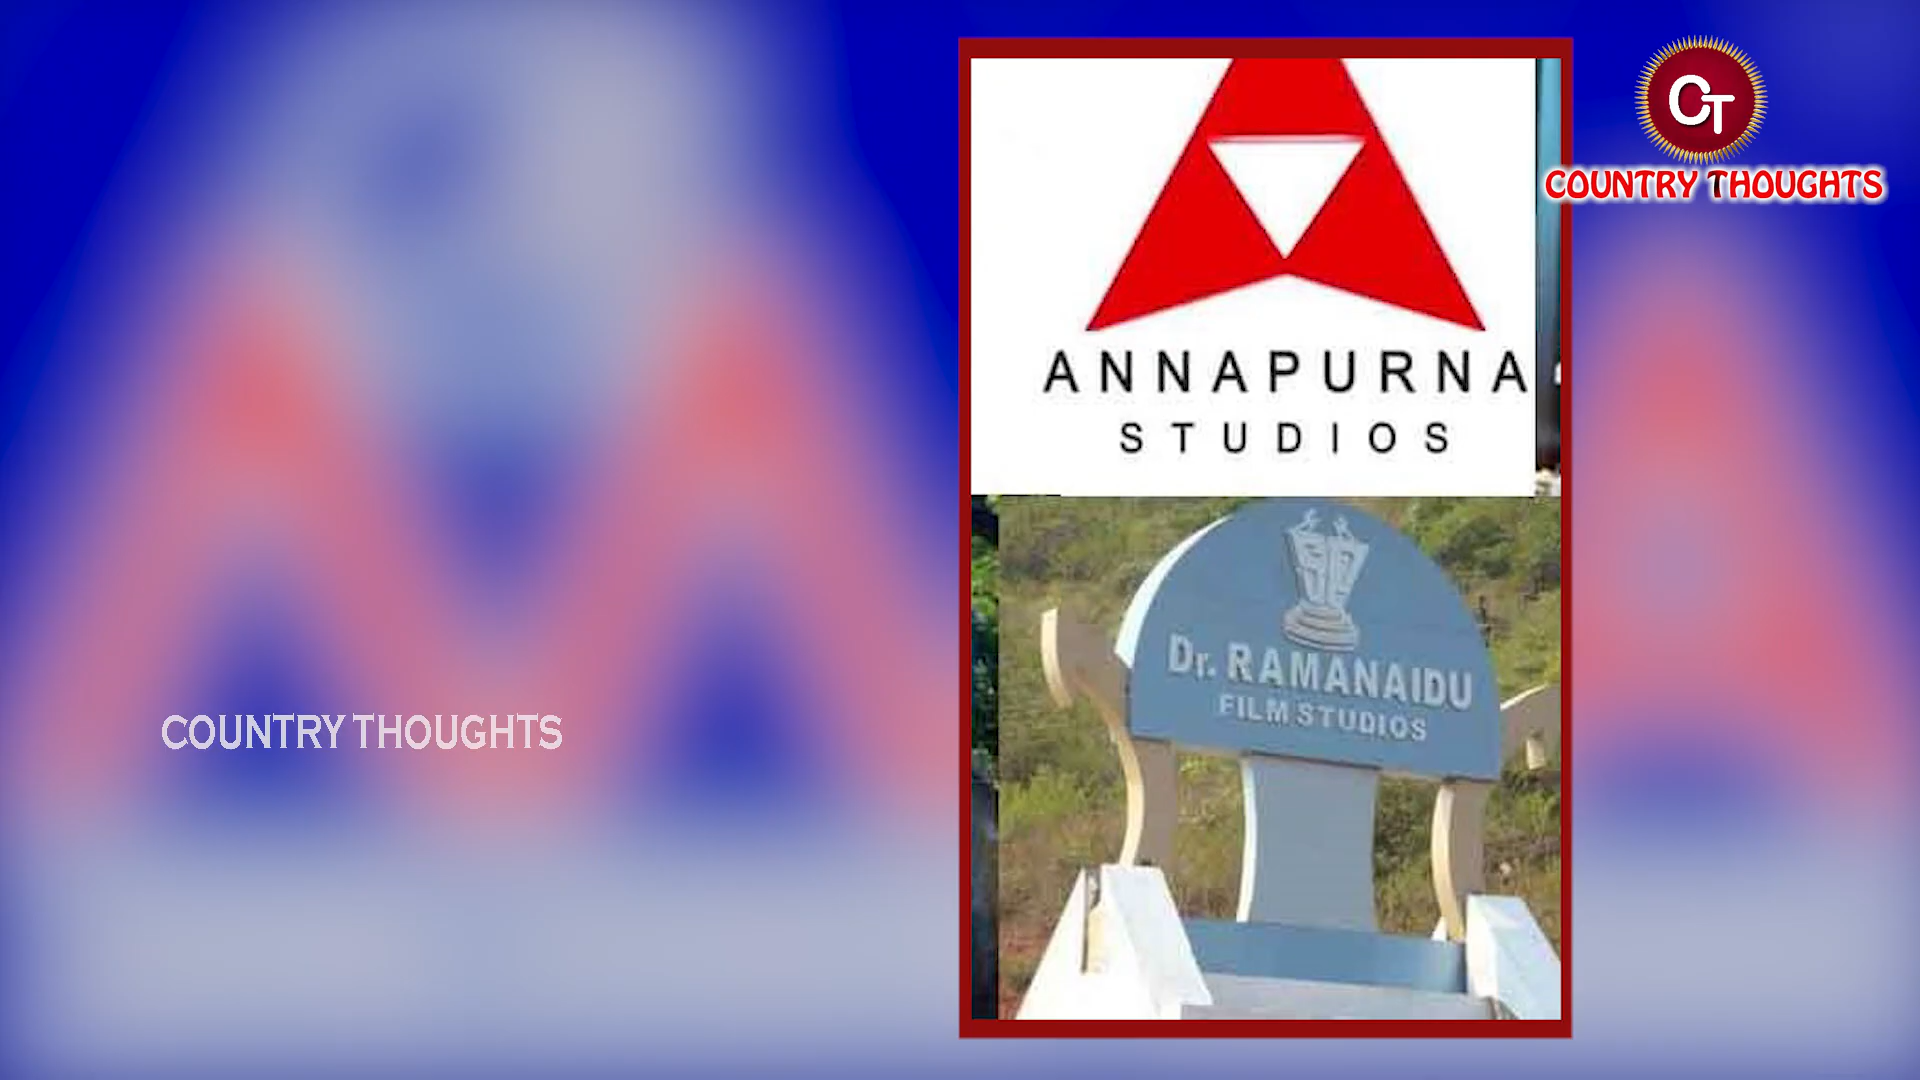 CT
COUNTRY THOUGHTS
ANNAPURNA
STUDIOS
Dr. RAMANAIDU
FILM STUDIOS
COUNTRY THOUGHTS